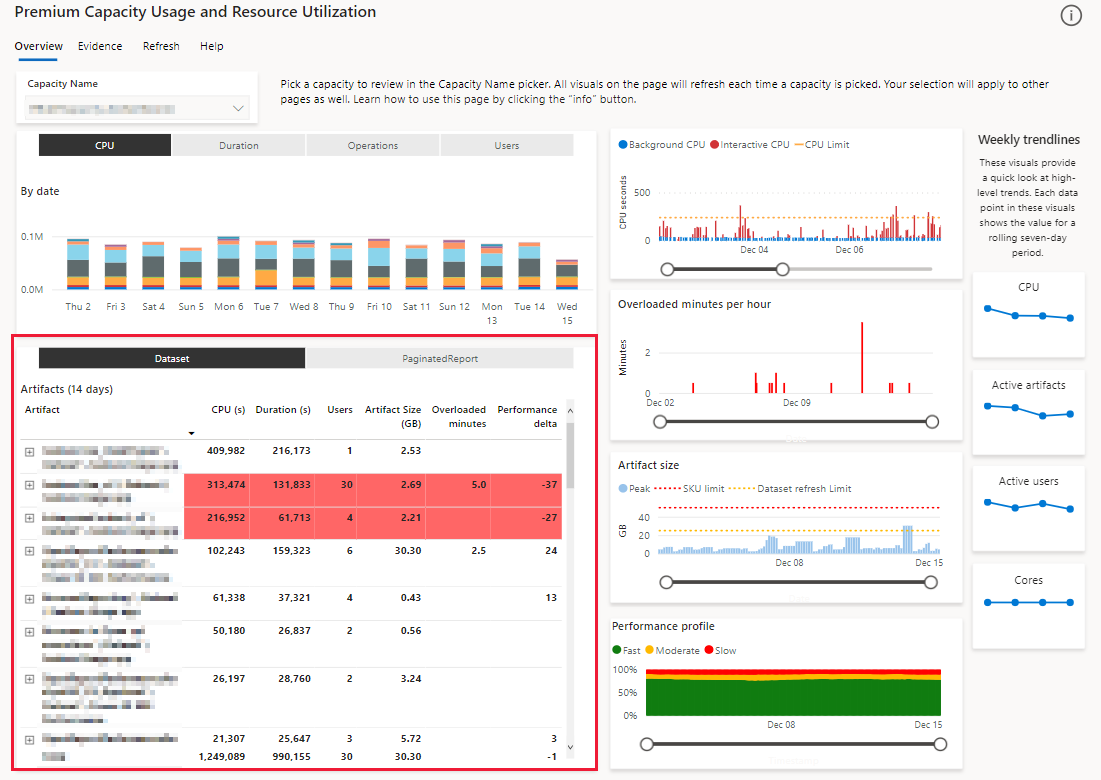 Premium Capacity Usage and Resource Utilization
Overview Evidence Refresh Help
Capacity Name
Pick a capacity to review in the Capacity Name picker. All visuals on the page will refresh each time a capacity is picked. Your selection will apply to other
pages as well. Learn how to use this page by clicking the "info" button.
CPU Duration Operations Users
By date
0.1M
0.0M
Thu 2 Fri 3 Sat 4 Sun 5 Mon 6 Tue 7 Wed 8 Thu 9 Fri 10 Sat 11 Sun 12 Mon 13 Tue 14 Wed 15
Dataset PaginatedReport
Artifacts (14 days)
Artifact CPU (s) Duration (s) Users Artifact Size (GB) Overloaded minutes Performance delta
409,982 216,173 1 2.53
313,474 131,833 30 2.69 5.0 -37
216,952 61,713 4 2.21 -27
102,243 159,323 6 30.30 2.5 24
61,338 37,321 4 0.43 13
50,180 26,837 2 0.56
26,197 28,760 2 3.24
21,307 25,647 3 5.72 3
1,249,089 990,155 30 30.30 -1
Background CPU Interactive CPU CPU Limit
CPU seconds
500
0
Dec 04 Dec 06
Overloaded minutes per hour
Minutes
2
0
Dec 02 Dec 09
Artifact size
Peak SKU limit Dataset refresh Limit
GB
40
20
0
Dec 08 Dec 15
Performance profile
Fast Moderate Slow
100%
50%
0%
Dec 08 Dec 15
Weekly trendlines
These visuals provide
a quick look at high-
level trends. Each data
point in these visuals
shows the value for a
rolling seven-day
period.
CPU
Active artifacts
Active users
Cores